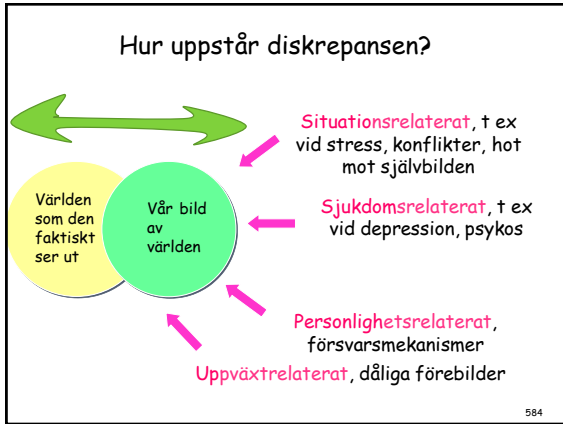 Hur uppstår diskrepansen?
Situationsrelaterat, t ex
vid stress, konflikter, hot
mot självbilden
Världen
som den
faktiskt
ser ut
Vår bild
av
världen
Sjukdomsrelaterat, t ex
vid depression, psykos
Personlighetsrelaterat,
försvarsmekanismer
Uppväxtrelaterat, dåliga förebilder
584